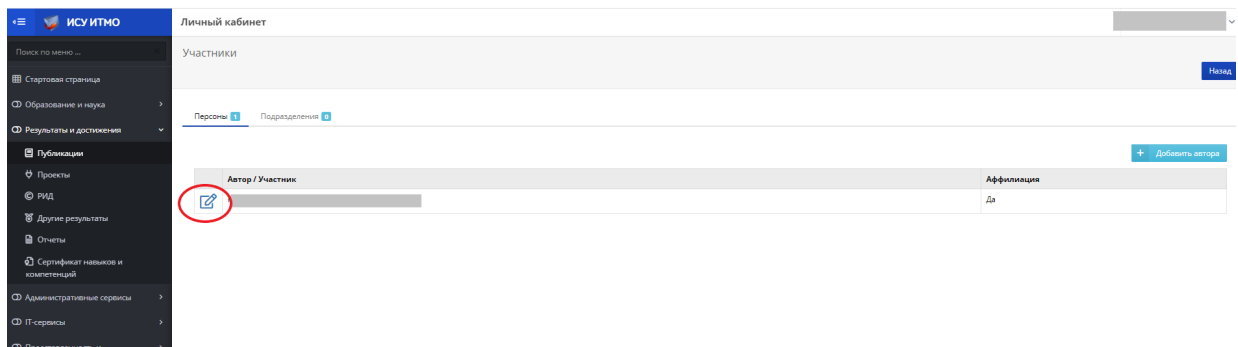 ИСУ ИТМО
Личный кабинет
Поиск по меню ...
Участники
Назад
Стартовая страница
Образование и наука
Результаты и достижения
Персоны 1
Подразделения 0
Публикации
Добавить автора
Проекты
Автор / Участник
Аффилиация
РИД
Да
Другие результаты
Отчеты
Сертификат навыков и
компетенций
Административные сервисы
IT-сервисы